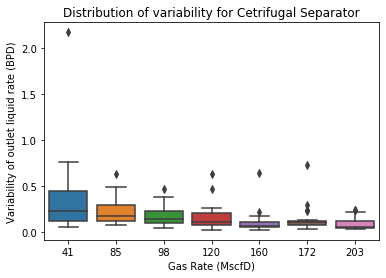 Distribution of variability for Cetrifugal Separator
Variability of outlet liquid rate (BPD)
2.0
1.5
1.0
0.5
0.0
41 85 98 120 160 172 203
Gas Rate (MscfD)